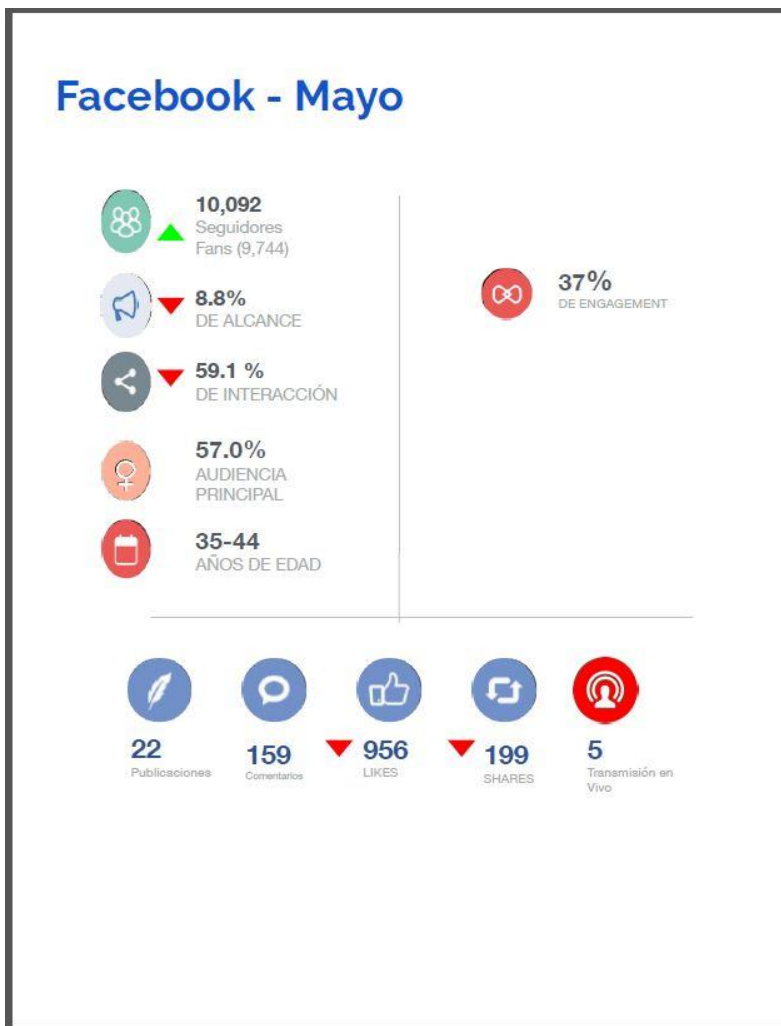 Facebook - Mayo
10,092
Seguidores
Fans (9,744)
8.8%
DE ALCANCE
59.1 %
DE INTERACCIÓN
57.0%
AUDIENCIA
PRINCIPAL
35-44
AÑOS DE EDAD
37%
DE ENGAGEMENT
22
Publicaciones
159
Comentarios
956
LIKES
199
SHARES
5
Transmisión en
Vivo